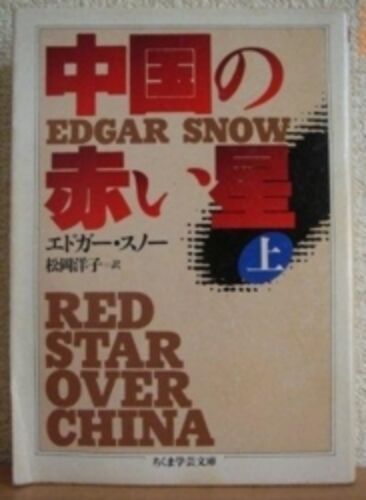 中国の
EDGAR SNOW
赤い星
エドガー・スノー
上
松岡洋子 訳
RED
STAR
OVER
CHINA
ちくま学芸文庫